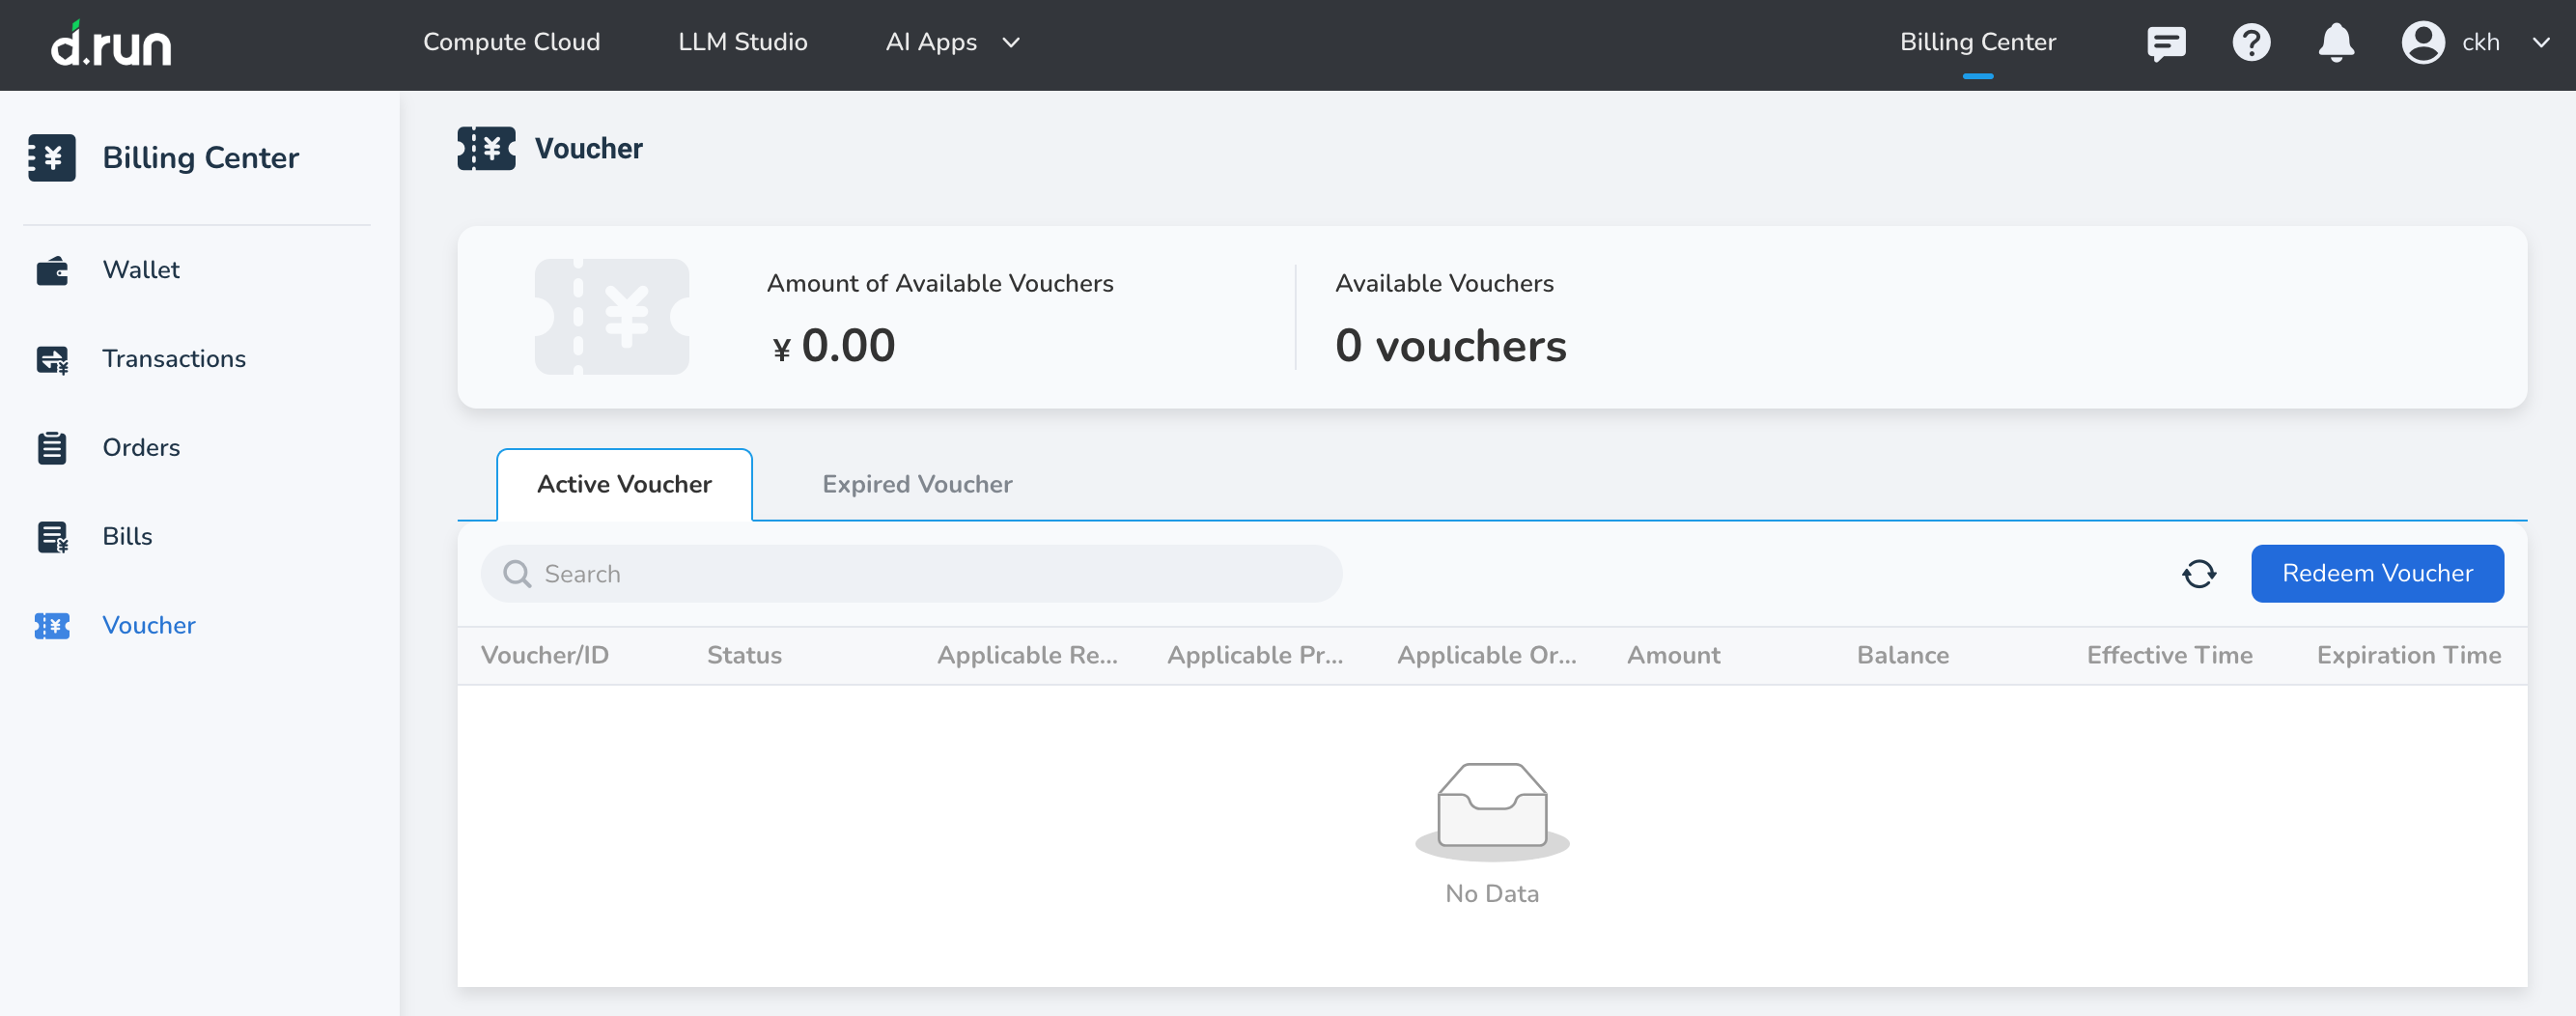 d.run
Compute Cloud
LLM Studio
AI Apps
Billing Center
ckh
Billing Center
Wallet
Transactions
Orders
Bills
Voucher
Voucher
Amount of Available Vouchers
¥ 0.00
Available Vouchers
0 vouchers
Active Voucher
Expired Voucher
Search
Redeem Voucher
Voucher/ID
Status
Applicable Re...
Applicable Pr...
Applicable Or...
Amount
Balance
Effective Time
Expiration Time
No Data